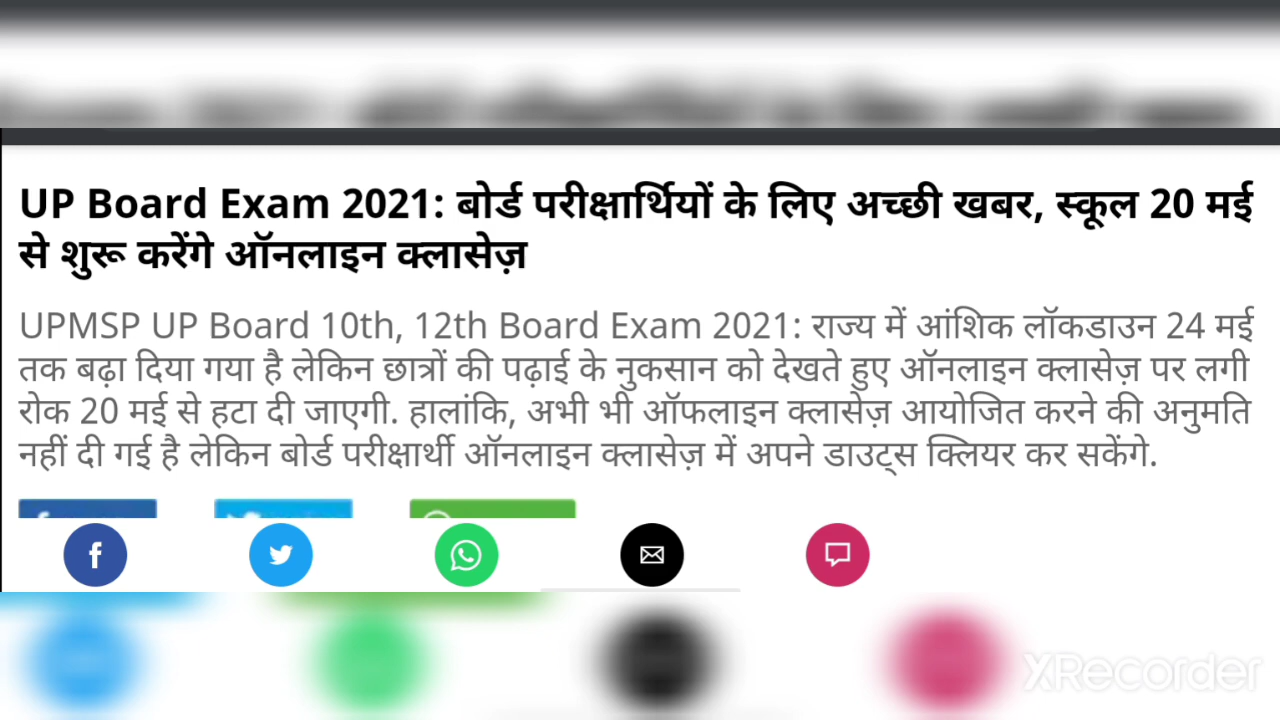 UP Board Exam 2021: बोर्ड परीक्षार्थियों के लिए अच्छी खबर, स्कूल 20 मई
से शुरू करेंगे ऑनलाइन क्लासेज़
UPMSP UP Board 10th, 12th Board Exam 2021: राज्य में आंशिक लॉकडाउन 24 मई
तक बढ़ा दिया गया है लेकिन छात्रों की पढ़ाई के नुकसान को देखते हुए ऑनलाइन क्लासेज़ पर लगी
रोक 20 मई से हटा दी जाएगी. हालांकि, अभी भी ऑफलाइन क्लासेज़ आयोजित करने की अनुमति
नहीं दी गई है लेकिन बोर्ड परीक्षार्थी ऑनलाइन क्लासेज़ में अपने डाउट्स क्लियर कर सकेंगे.
XRecorder